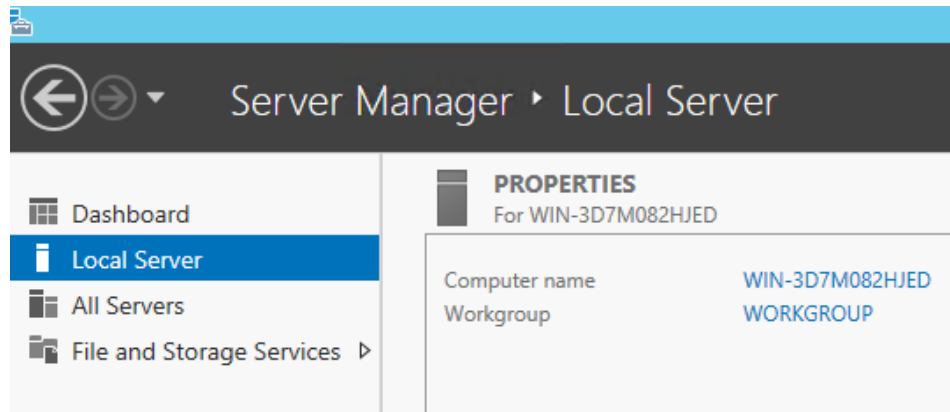 Server Manager ‣ Local Server
Dashboard
Local Server
All Servers
File and Storage Services
PROPERTIES
For WIN-3D7M082HJED
Computer name WIN-3D7M082HJED
Workgroup WORKGROUP